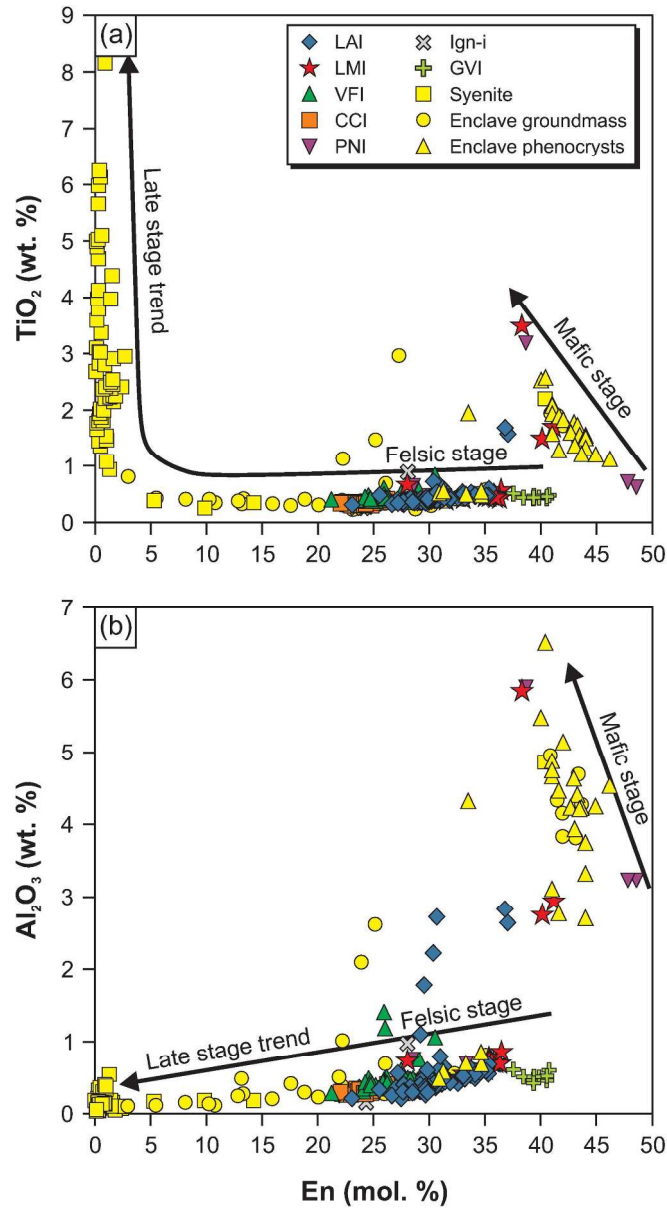 (a)
LAI
LMI
VFI
CCI
PNI
Ign-i
GVI
Syenite
Enclave groundmass
Enclave phenocrysts
Late stage trend
Mafic stage
Felsic stage
TiO₂ (wt. %)
9
8
7
6
5
4
3
2
1
0
0 5 10 15 20 25 30 35 40 45 50
(b)
Mafic stage
Felsic stage
Late stage trend
Al₂O₃ (wt. %)
7
6
5
4
3
2
1
0
0 5 10 15 20 25 30 35 40 45 50
En (mol. %)